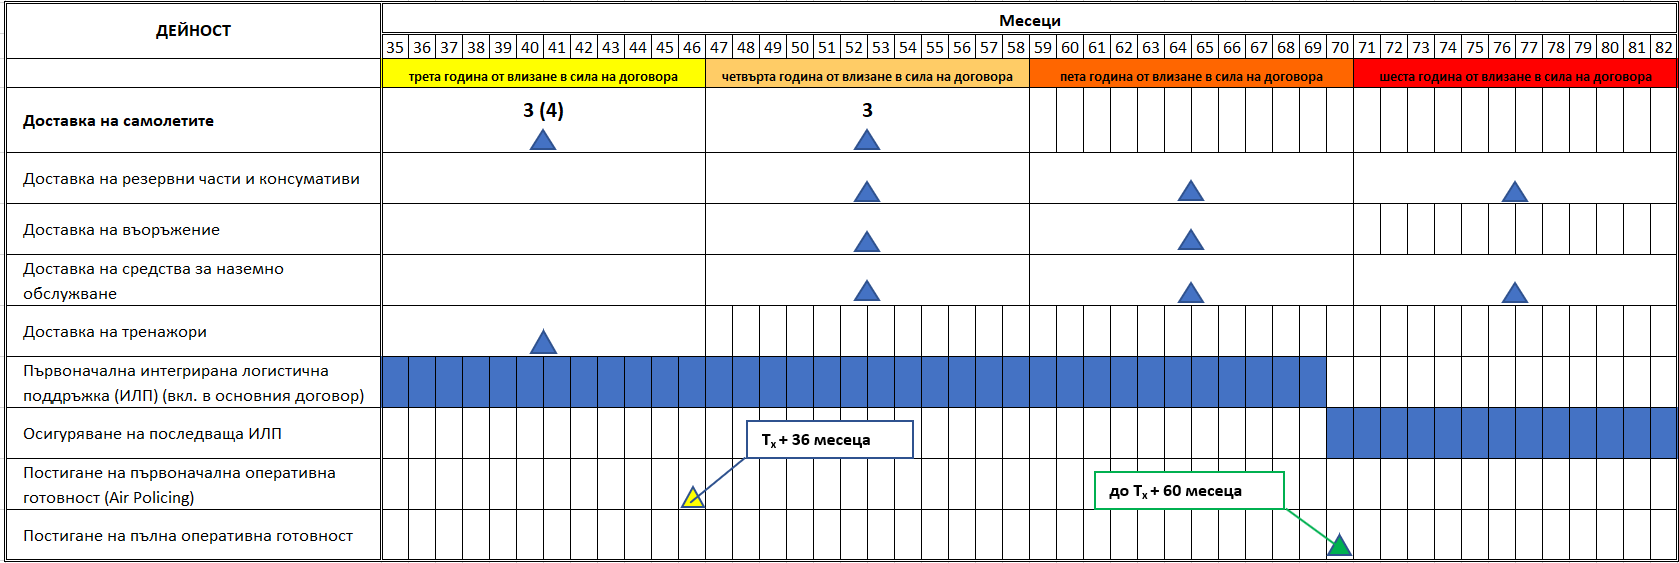 ДЕЙНОСТ
Месеци
35 36 37 38 39 40 41 42 43 44 45 46 47 48 49 50 51 52 53 54 55 56 57 58 59 60 61 62 63 64 65 66 67 68 69 70 71 72 73 74 75 76 77 78 79 80 81 82
трета година от влизане в сила на договора четвърта година от влизане в сила на договора пета година от влизане в сила на договора шеста година от влизане в сила на договора
Доставка на самолетите
3 (4)
3
Доставка на резервни части и консумативи
Доставка на въоръжение
Доставка на средства за наземно
обслужване
Доставка на тренажори
Първоначална интегрирана логистична
поддръжка (ИЛП) (вкл. в основния договор)
Осигуряване на последваща ИЛП
Tₓ + 36 месеца
Постигане на първоначална оперативна
готовност (Air Policing)
до Tₓ + 60 месеца
Постигане на пълна оперативна готовност